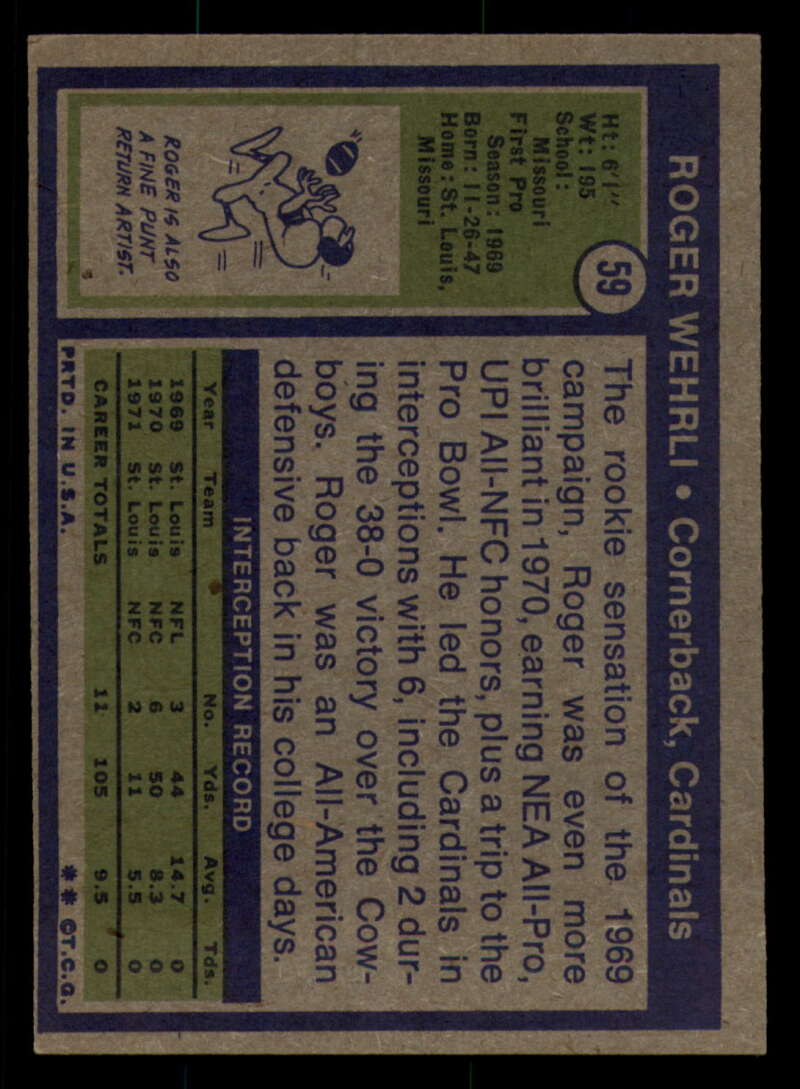 ROGER WEHRLI • Cornerback, Cardinals
59
Ht: 6'1"
Wt: 195
School:
Missouri
First Pro
Season: 1969
Born: 11-26-47
Home: St. Louis,
Missouri
ROGER IS ALSO
A FINE PUNT
RETURN ARTIST.
The rookie sensation of the 1969
campaign, Roger was even more
brilliant in 1970, earning NEA All-Pro,
UPI All-NFC honors, plus a trip to the
Pro Bowl. He led the Cardinals in
interceptions with 6, including 2 dur-
ing the 38-0 victory over the Cow-
boys. Roger was an All-American
defensive back in his college days.
INTERCEPTION RECORD
Year Team No. Yds. Avg. Tds.
1969 St. Louis NFL 3 44 14.7 0
1970 St. Louis NFC 6 50 8.3 0
1971 St. Louis NFC 2 11 5.5 0
CAREER TOTALS 11 105 9.5 0
PRTD. IN U.S.A. ** ©T.C.G.